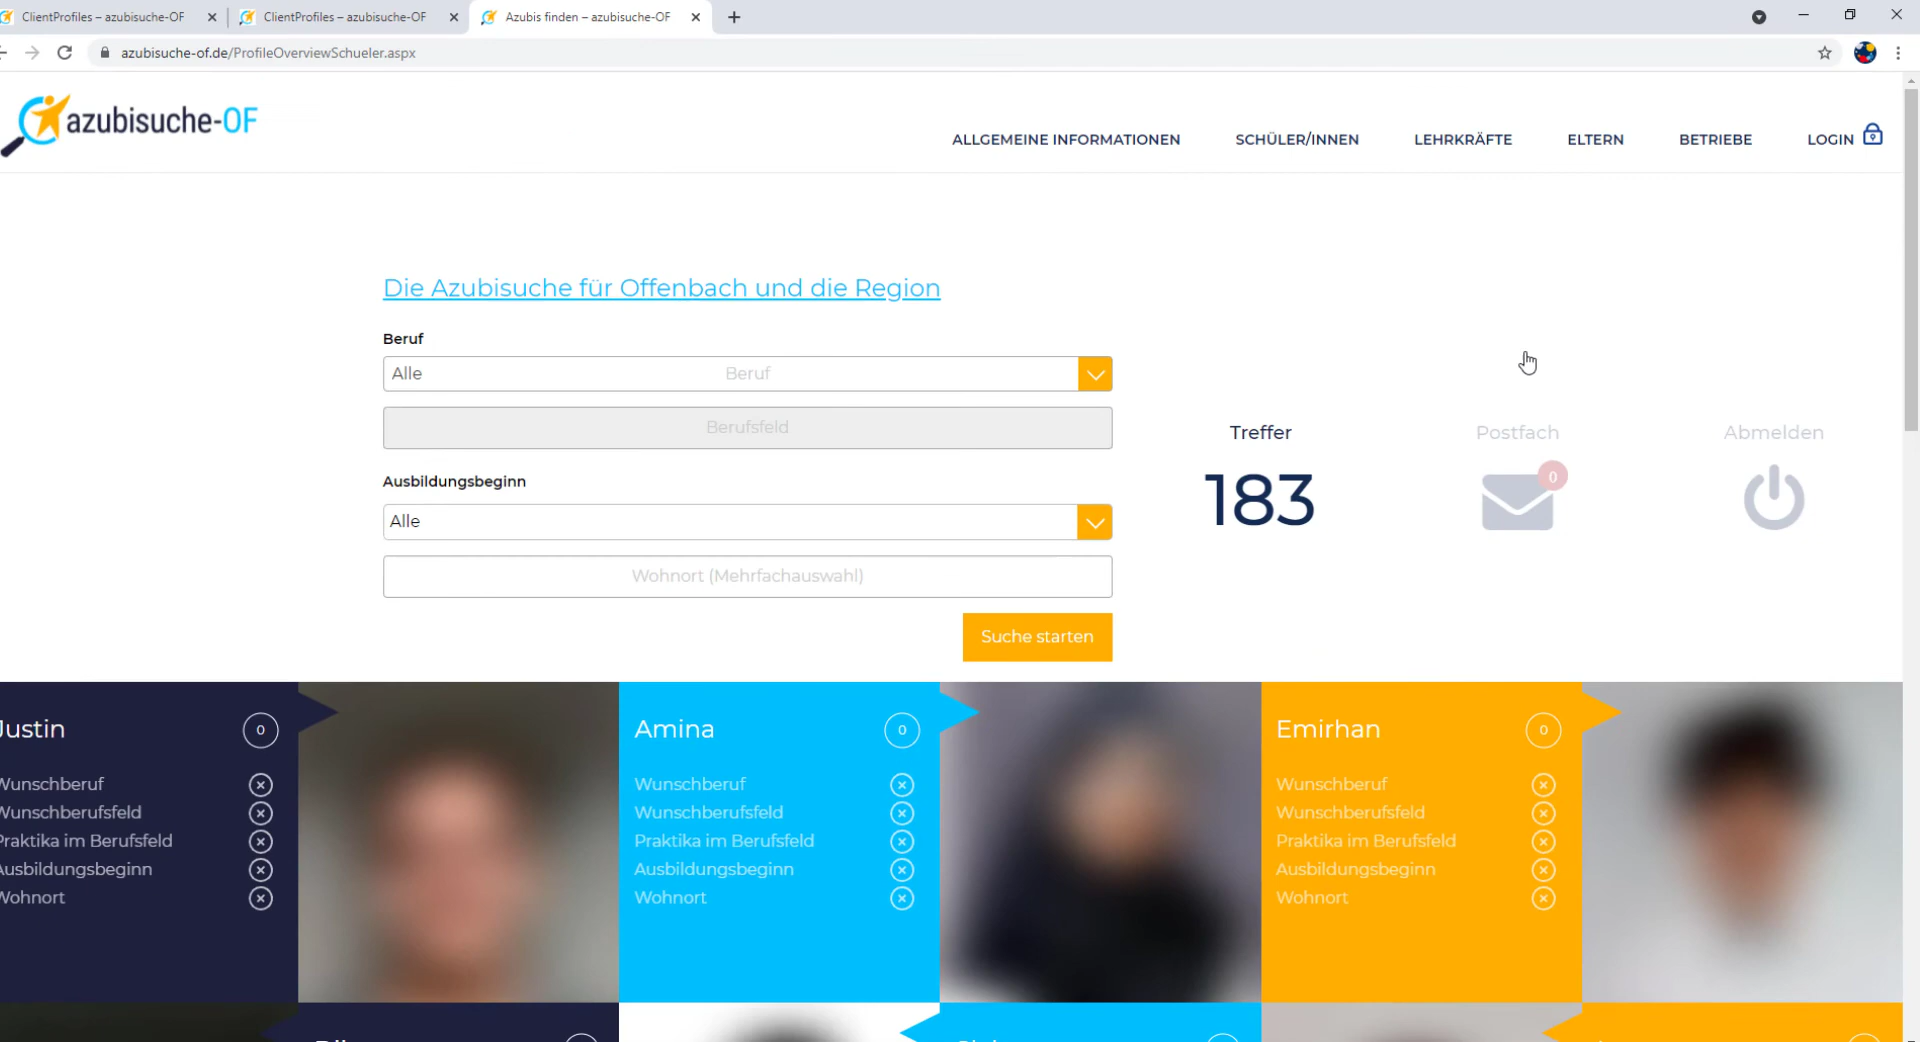 ClientProfiles – azubisuche-OF
ClientProfiles – azubisuche-OF
Azubis finden – azubisuche-OF
azubisuche-of.de/ProfileOverviewSchueler.aspx
azubisuche-OF
ALLGEMEINE INFORMATIONEN
SCHÜLER/INNEN
LEHRKRÄFTE
ELTERN
BETRIEBE
LOGIN
Die Azubisuche für Offenbach und die Region
Beruf
Alle
Beruf
Berufsfeld
Ausbildungsbeginn
Alle
Wohnort (Mehrfachauswahl)
Suche starten
Treffer
183
Postfach
0
Abmelden
Justin
0
Wunschberuf
Wunschberufsfeld
Praktika im Berufsfeld
Ausbildungsbeginn
Wohnort
Amina
0
Wunschberuf
Wunschberufsfeld
Praktika im Berufsfeld
Ausbildungsbeginn
Wohnort
Emirhan
0
Wunschberuf
Wunschberufsfeld
Praktika im Berufsfeld
Ausbildungsbeginn
Wohnort